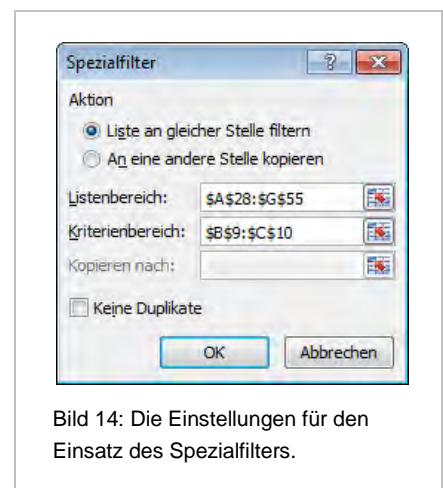 Spezialfilter
Aktion
Liste an gleicher Stelle filtern
An eine andere Stelle kopieren
Listenbereich: $A$28:$G$55
Kriterienbereich: $B$9:$C$10
Kopieren nach:
Keine Duplikate
OK Abbrechen
Bild 14: Die Einstellungen für den
Einsatz des Spezialfilters.